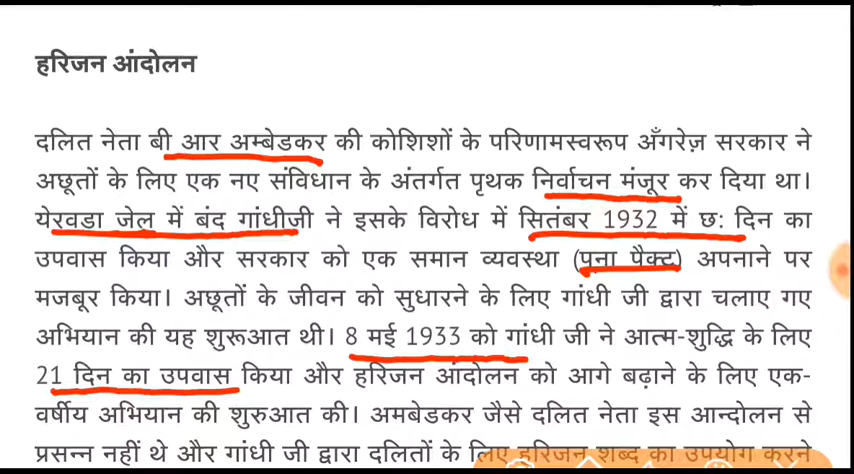 हरिजन आंदोलन
दलित नेता बी आर अम्बेडकर की कोशिशों के परिणामस्वरूप अँगरेज़ सरकार ने
अछूतों के लिए एक नए संविधान के अंतर्गत पृथक निर्वाचन मंजूर कर दिया था।
येरवडा जेल में बंद गांधीजी ने इसके विरोध में सितंबर 1932 में छ: दिन का
उपवास किया और सरकार को एक समान व्यवस्था (पूना पैक्ट) अपनाने पर
मजबूर किया। अछूतों के जीवन को सुधारने के लिए गांधी जी द्वारा चलाए गए
अभियान की यह शुरूआत थी। 8 मई 1933 को गांधी जी ने आत्म-शुद्धि के लिए
21 दिन का उपवास किया और हरिजन आंदोलन को आगे बढ़ाने के लिए एक-
वर्षीय अभियान की शुरुआत की। अमबेडकर जैसे दलित नेता इस आन्दोलन से
प्रसन्न नहीं थे और गांधी जी द्वारा दलितों के लिए हरिजन शब्द का उपयोग करने